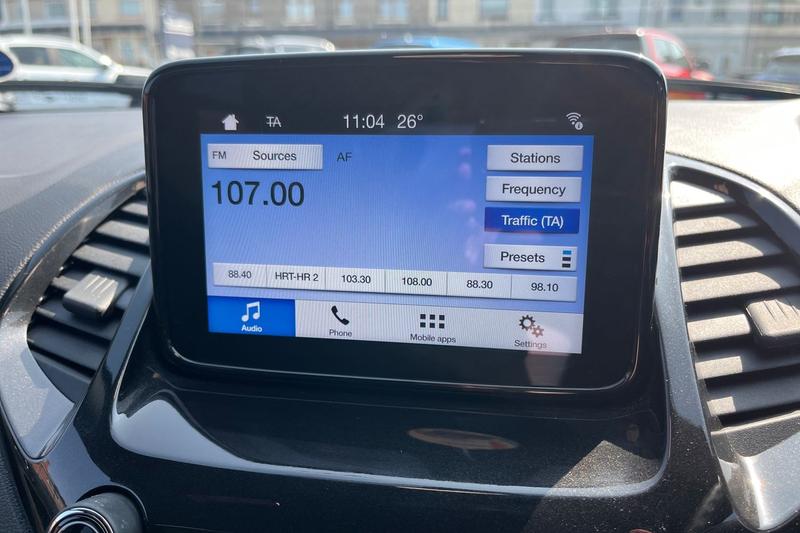 TA 11:04 26°
FM Sources AF Stations
107.00 Frequency
Traffic (TA)
Presets
88.40 HRT-HR 2 103.30 108.00 88.30 98.10
Audio Phone Mobile apps Settings